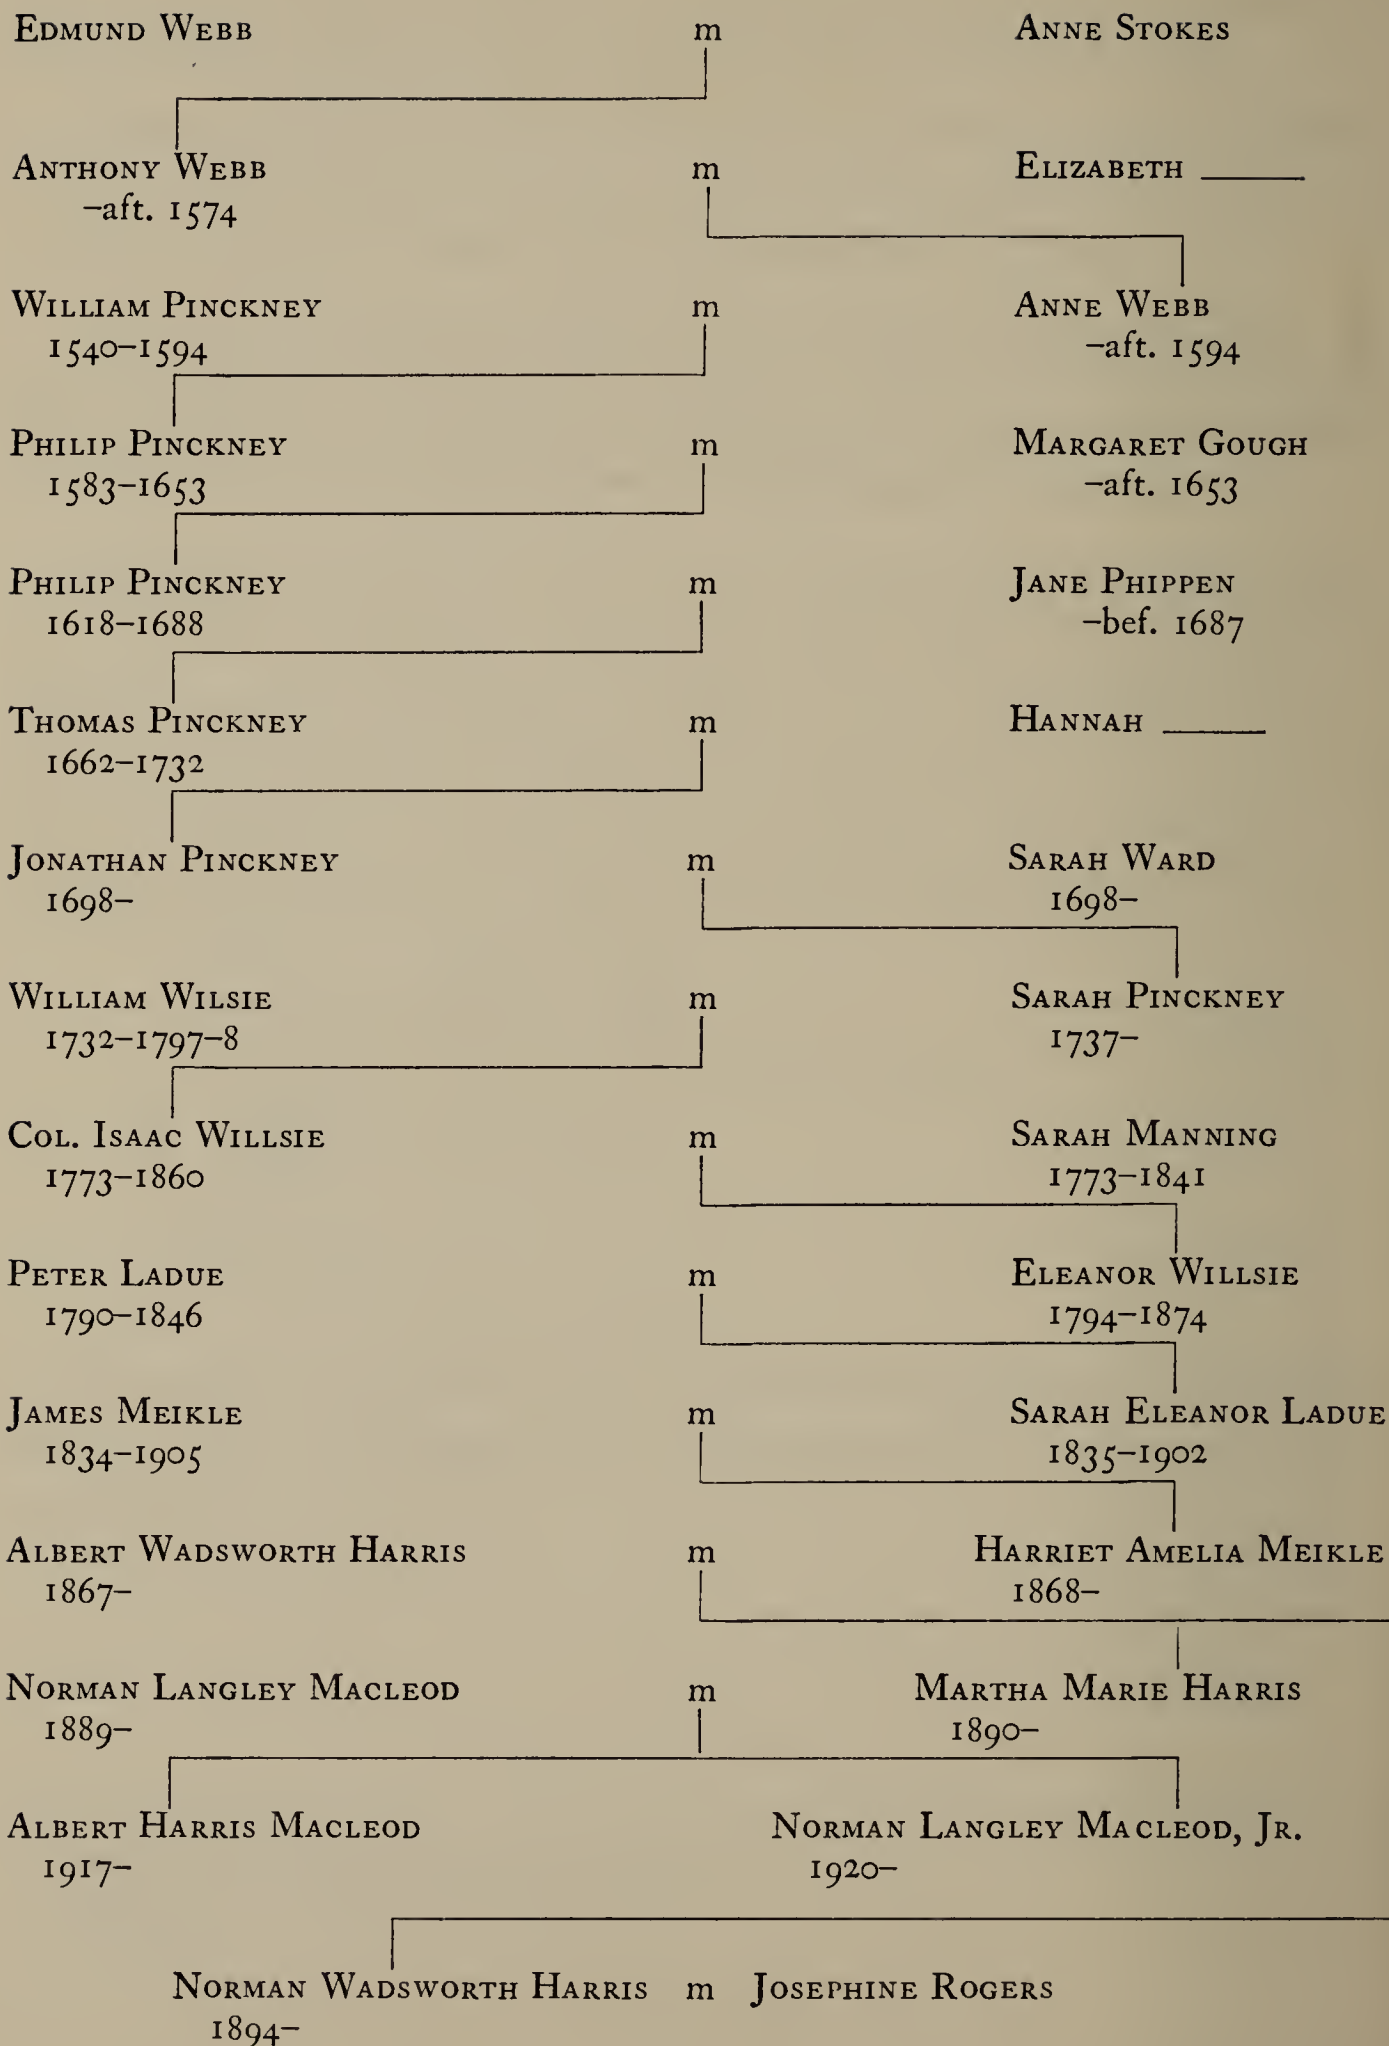 EDMUND WEBB m ANNE STOKES
ANTHONY WEBB m ELIZABETH ______
–aft. 1574
WILLIAM PINCKNEY m ANNE WEBB
1540–1594 –aft. 1594
PHILIP PINCKNEY m MARGARET GOUGH
1583–1653 –aft. 1653
PHILIP PINCKNEY m JANE PHIPPEN
1618–1688 –bef. 1687
THOMAS PINCKNEY m HANNAH ______
1662–1732
JONATHAN PINCKNEY m SARAH WARD
1698– 1698–
WILLIAM WILSIE m SARAH PINCKNEY
1732–1797–8 1737–
COL. ISAAC WILLSIE m SARAH MANNING
1773–1860 1773–1841
PETER LADUE m ELEANOR WILLSIE
1790–1846 1794–1874
JAMES MEIKLE m SARAH ELEANOR LADUE
1834–1905 1835–1902
ALBERT WADSWORTH HARRIS m HARRIET AMELIA MEIKLE
1867– 1868–
NORMAN LANGLEY MACLEOD m MARTHA MARIE HARRIS
1889– 1890–
ALBERT HARRIS MACLEOD NORMAN LANGLEY MACLEOD, JR.
1917– 1920–
NORMAN WADSWORTH HARRIS m JOSEPHINE ROGERS
1894–